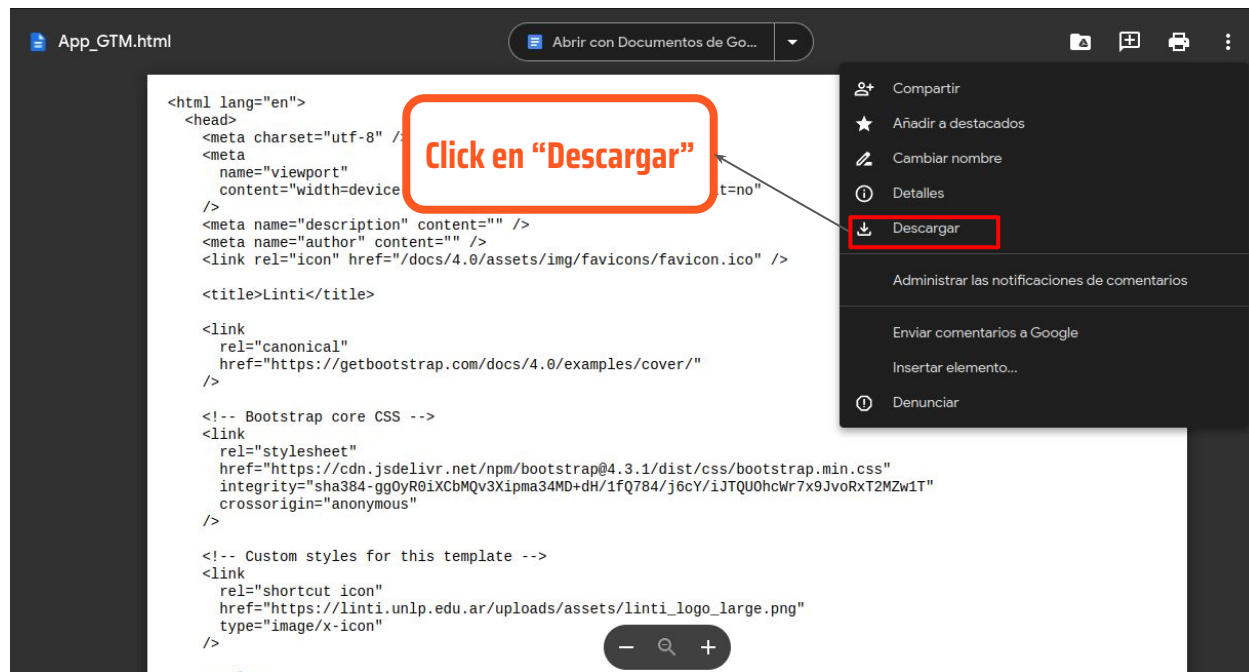 App_GTM.html
Abrir con Documentos de Go...
<html lang="en">
<head>
<meta charset="utf-8" />
<meta
name="viewport"
content="width=device t=no"
/>
<meta name="description" content="" />
<meta name="author" content="" />
<link rel="icon" href="/docs/4.0/assets/img/favicons/favicon.ico" />
<title>Linti</title>
<link
rel="canonical"
href="https://getbootstrap.com/docs/4.0/examples/cover/"
/>
<!-- Bootstrap core CSS -->
<link
rel="stylesheet"
href="https://cdn.jsdelivr.net/npm/bootstrap@4.3.1/dist/css/bootstrap.min.css"
integrity="sha384-ggOyR0iXCbMQv3Xipma34MD+dH/1fQ784/j6cY/iJTQUOhcWr7x9JvoRxT2MZw1T"
crossorigin="anonymous"
/>
<!-- Custom styles for this template -->
<link
rel="shortcut icon"
href="https://linti.unlp.edu.ar/uploads/assets/linti_logo_large.png"
type="image/x-icon"
/>
Click en “Descargar”
Compartir
Añadir a destacados
Cambiar nombre
Detalles
Descargar
Administrar las notificaciones de comentarios
Enviar comentarios a Google
Insertar elemento...
Denunciar